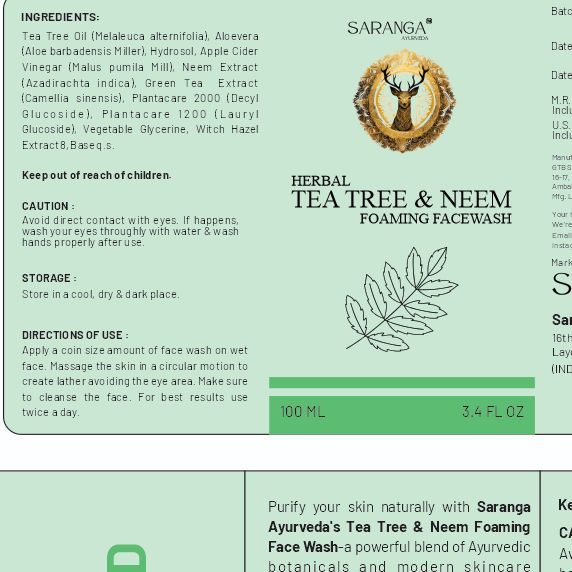 INGREDIENTS:
Tea Tree Oil (Melaleuca alternifolia), Aloevera
(Aloe barbadensis Miller), Hydrosol, Apple Cider
Vinegar (Malus pumila Mill), Neem Extract
(Azadirachta indica), Green Tea Extract
(Camellia sinensis), Plantacare 2000 (Decyl
Glucoside), Plantacare 1200 (Lauryl
Glucoside), Vegetable Glycerine, Witch Hazel
Extract8, Base q.s.
Keep out of reach of children.
CAUTION :
Avoid direct contact with eyes. If happens,
wash your eyes throughly with water & wash
hands properly after use.
STORAGE :
Store in a cool, dry & dark place.
DIRECTIONS OF USE :
Apply a coin size amount of face wash on wet
face. Massage the skin in a circular motion to
create lather avoiding the eye area. Make sure
to cleanse the face. For best results use
twice a day.
SARANGA
AYURVEDA
HERBAL
TEA TREE & NEEM
FOAMING FACEWASH
100 ML
3.4 FL OZ
Batc
Date
Date
M.R.
Inclu
U.S.
Inclu
Manuf
GTB S
16-17,
Ambal
Mfg. L
Your f
We're
Email
Instag
Mark
S
Sar
16th
Layo
(IND
Purify your skin naturally with Saranga
Ayurveda's Tea Tree & Neem Foaming
Face Wash-a powerful blend of Ayurvedic
botanicals and modern skincare
Ke
CA
Av